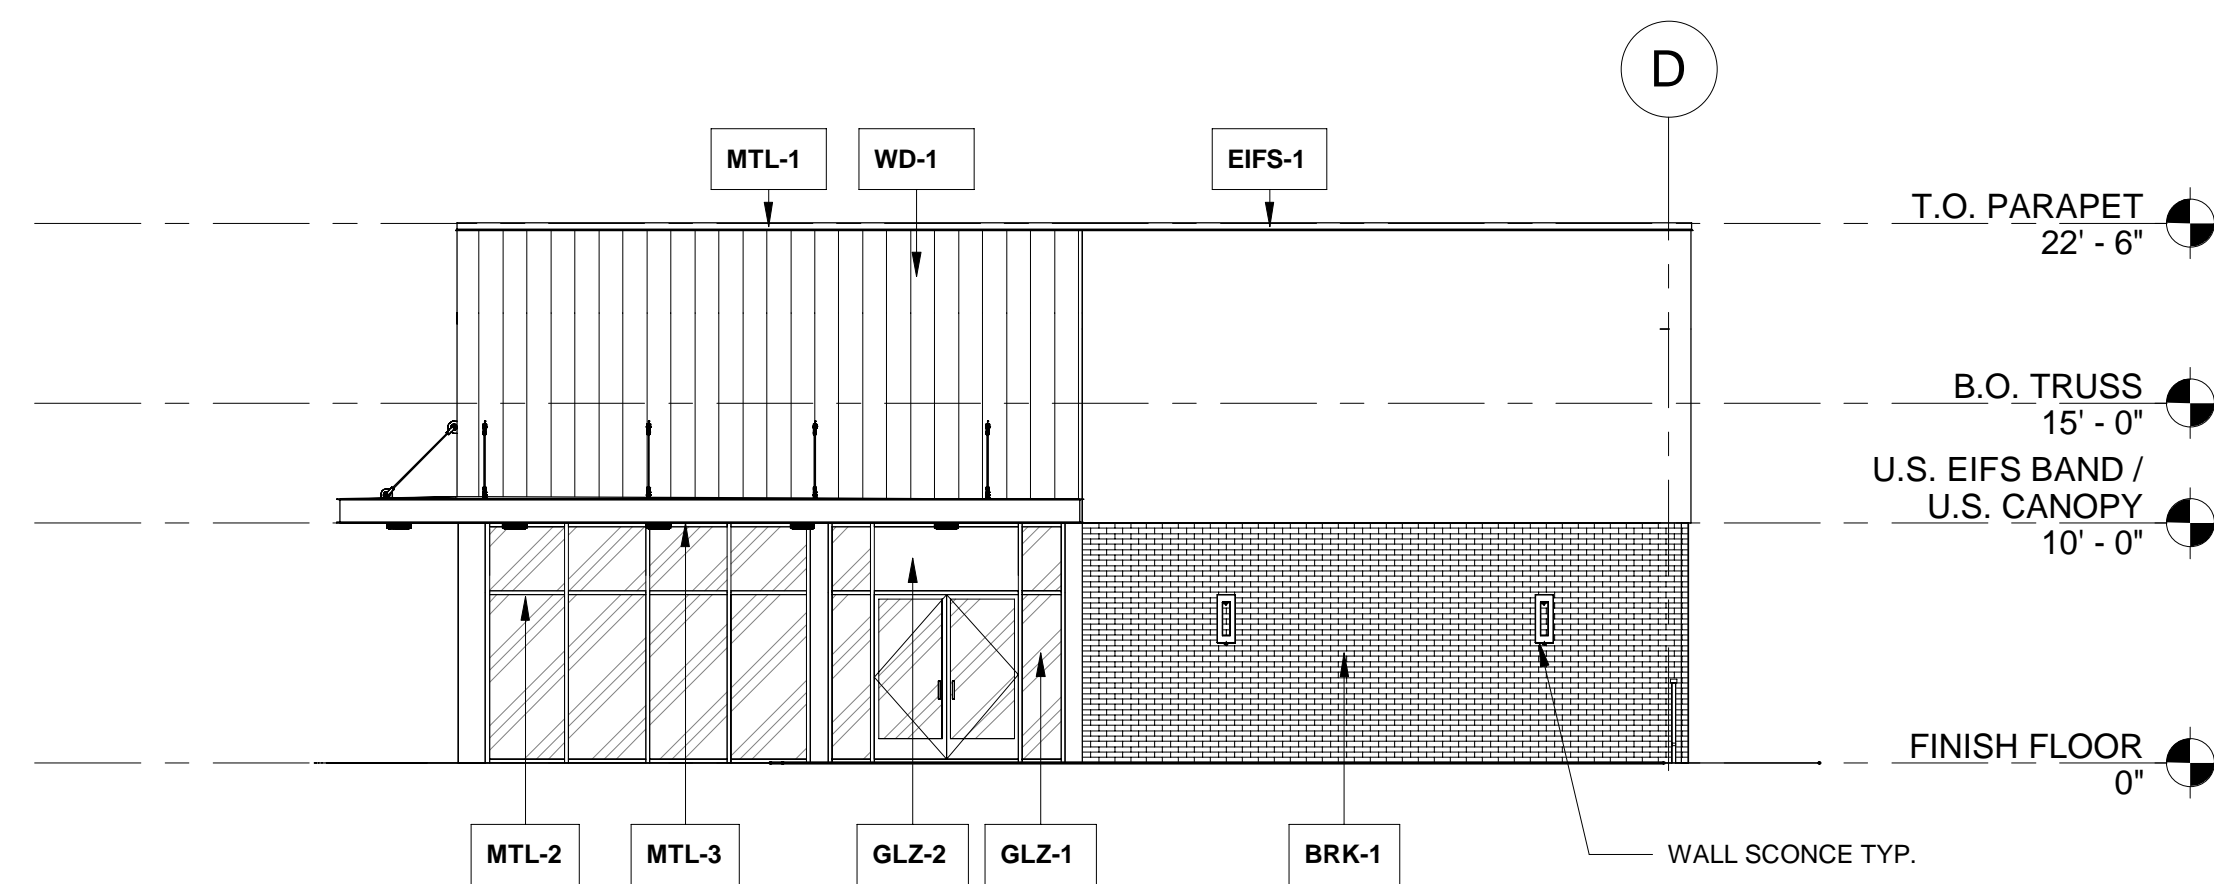 D
MTL-1
WD-1
EIFS-1
T.O. PARAPET
22' - 6"
B.O. TRUSS
15' - 0"
U.S. EIFS BAND /
U.S. CANOPY
10' - 0"
FINISH FLOOR
0"
MTL-2
MTL-3
GLZ-2
GLZ-1
BRK-1
WALL SCONCE TYP.